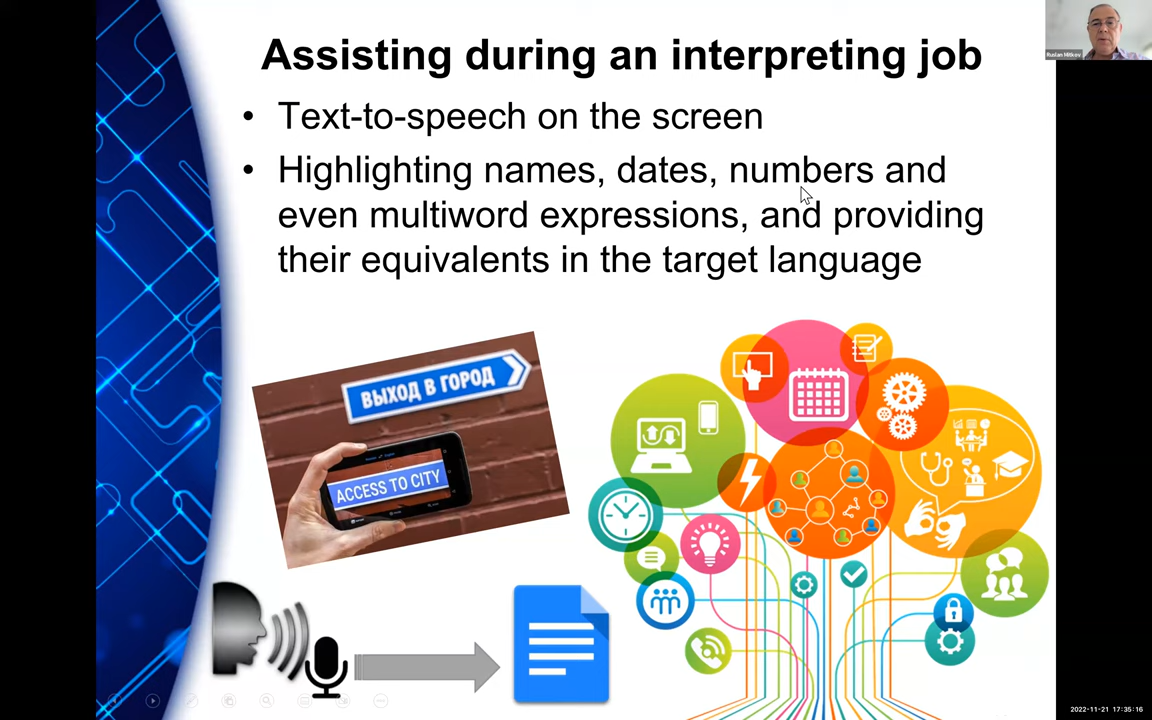 Assisting during an interpreting job
Ruslan Mitkov
• Text-to-speech on the screen
• Highlighting names, dates, numbers and
even multiword expressions, and providing
their equivalents in the target language
ВЫХОД В ГОРОД
ACCESS TO CITY
2022-11-21 17:35:16